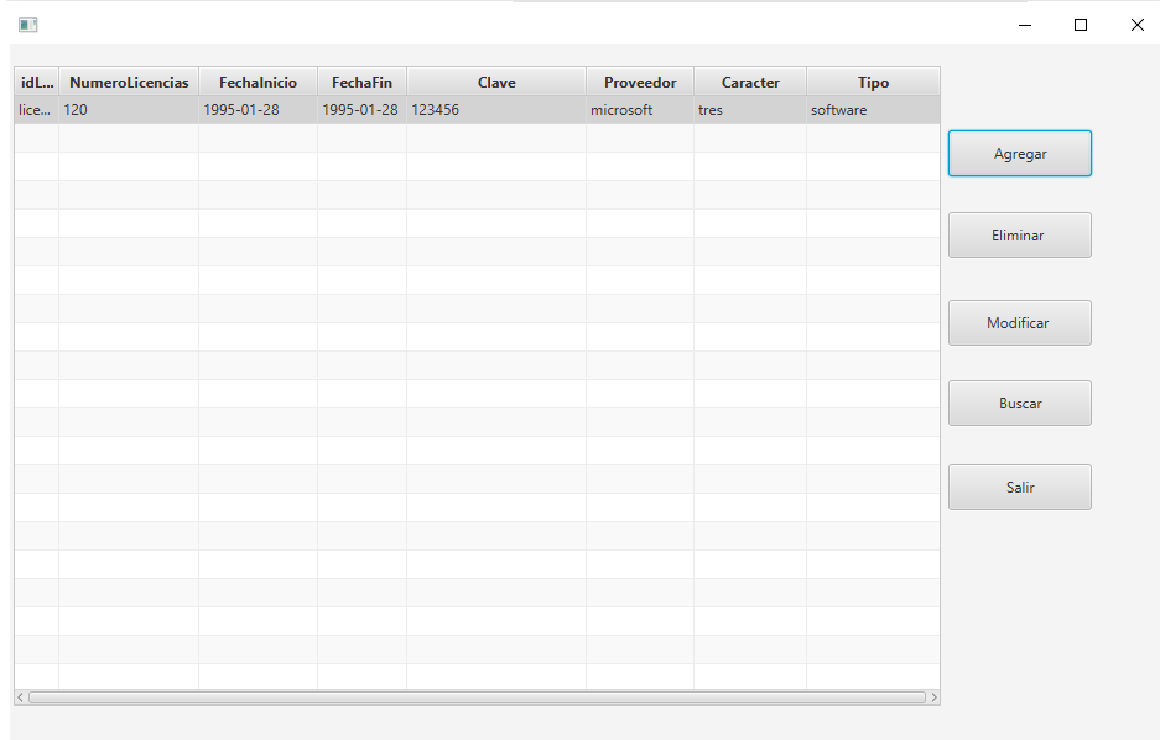 idL... NumeroLicencias FechaInicio FechaFin Clave Proveedor Caracter Tipo
lice... 120 1995-01-28 1995-01-28 123456 microsoft tres software
Agregar
Eliminar
Modificar
Buscar
Salir